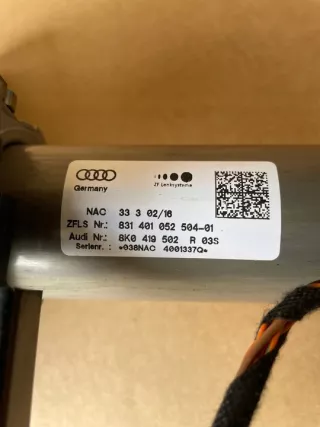 Germany
ZF Lenksysteme
NAC 33 3 02/16
ZFLS Nr.: 831 401 052 504-01
Audi Nr.: 8K0 419 502 R 03S
Serienr. : *038NAC 4001337Q*